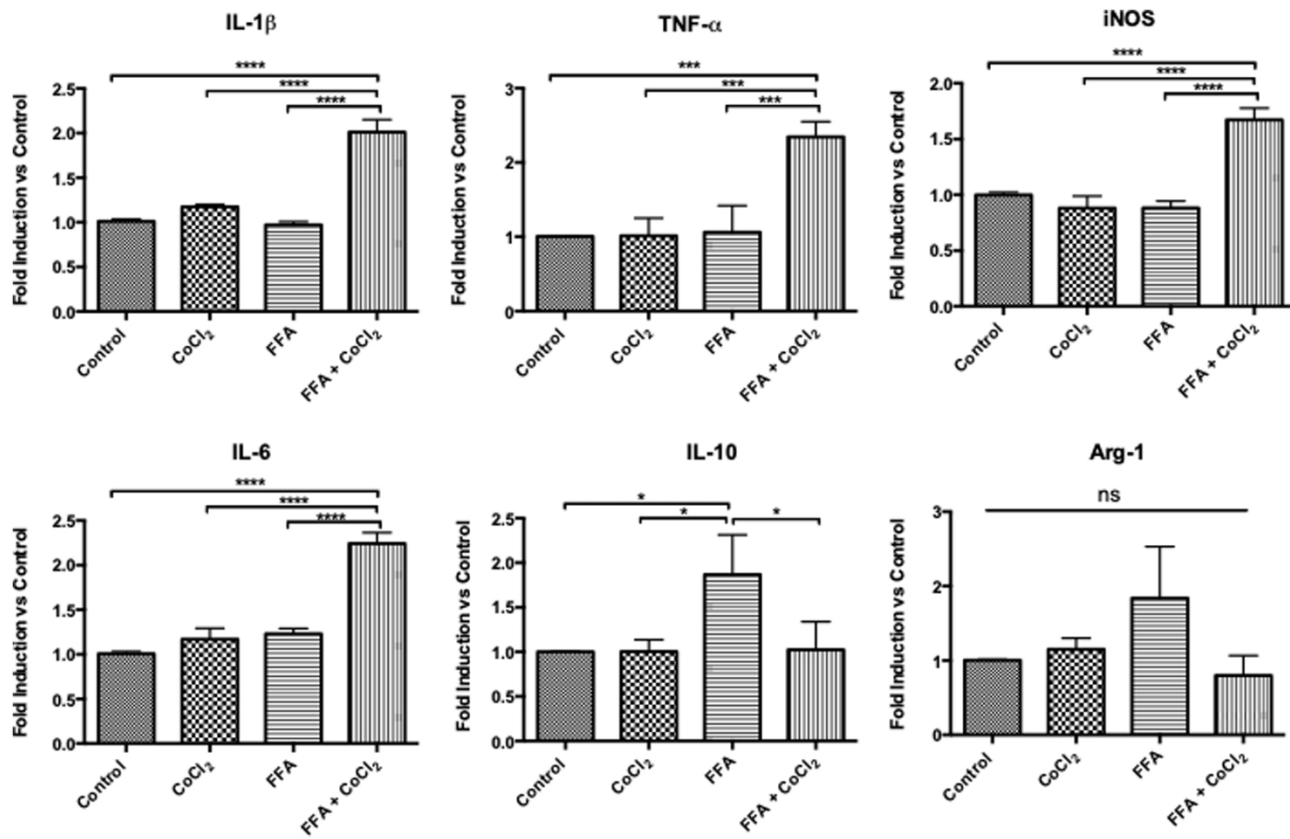 IL-1β
****
****
****
Fold Induction vs Control
2.5
2.0
1.5
1.0
0.5
0.0
Control
CoCl₂
FFA
FFA + CoCl₂
TNF-α
***
***
***
Fold Induction vs Control
3
2
1
0
Control
CoCl₂
FFA
FFA + CoCl₂
iNOS
****
****
****
Fold Induction vs Control
2.0
1.5
1.0
0.5
0.0
Control
CoCl₂
FFA
FFA + CoCl₂
IL-6
****
****
****
Fold Induction vs Control
2.5
2.0
1.5
1.0
0.5
0.0
Control
CoCl₂
FFA
FFA + CoCl₂
IL-10
*
* *
Fold Induction vs Control
2.5
2.0
1.5
1.0
0.5
0.0
Control
CoCl₂
FFA
FFA + CoCl₂
Arg-1
ns
Fold Induction vs Control
3
2
1
0
Control
CoCl₂
FFA
FFA + CoCl₂